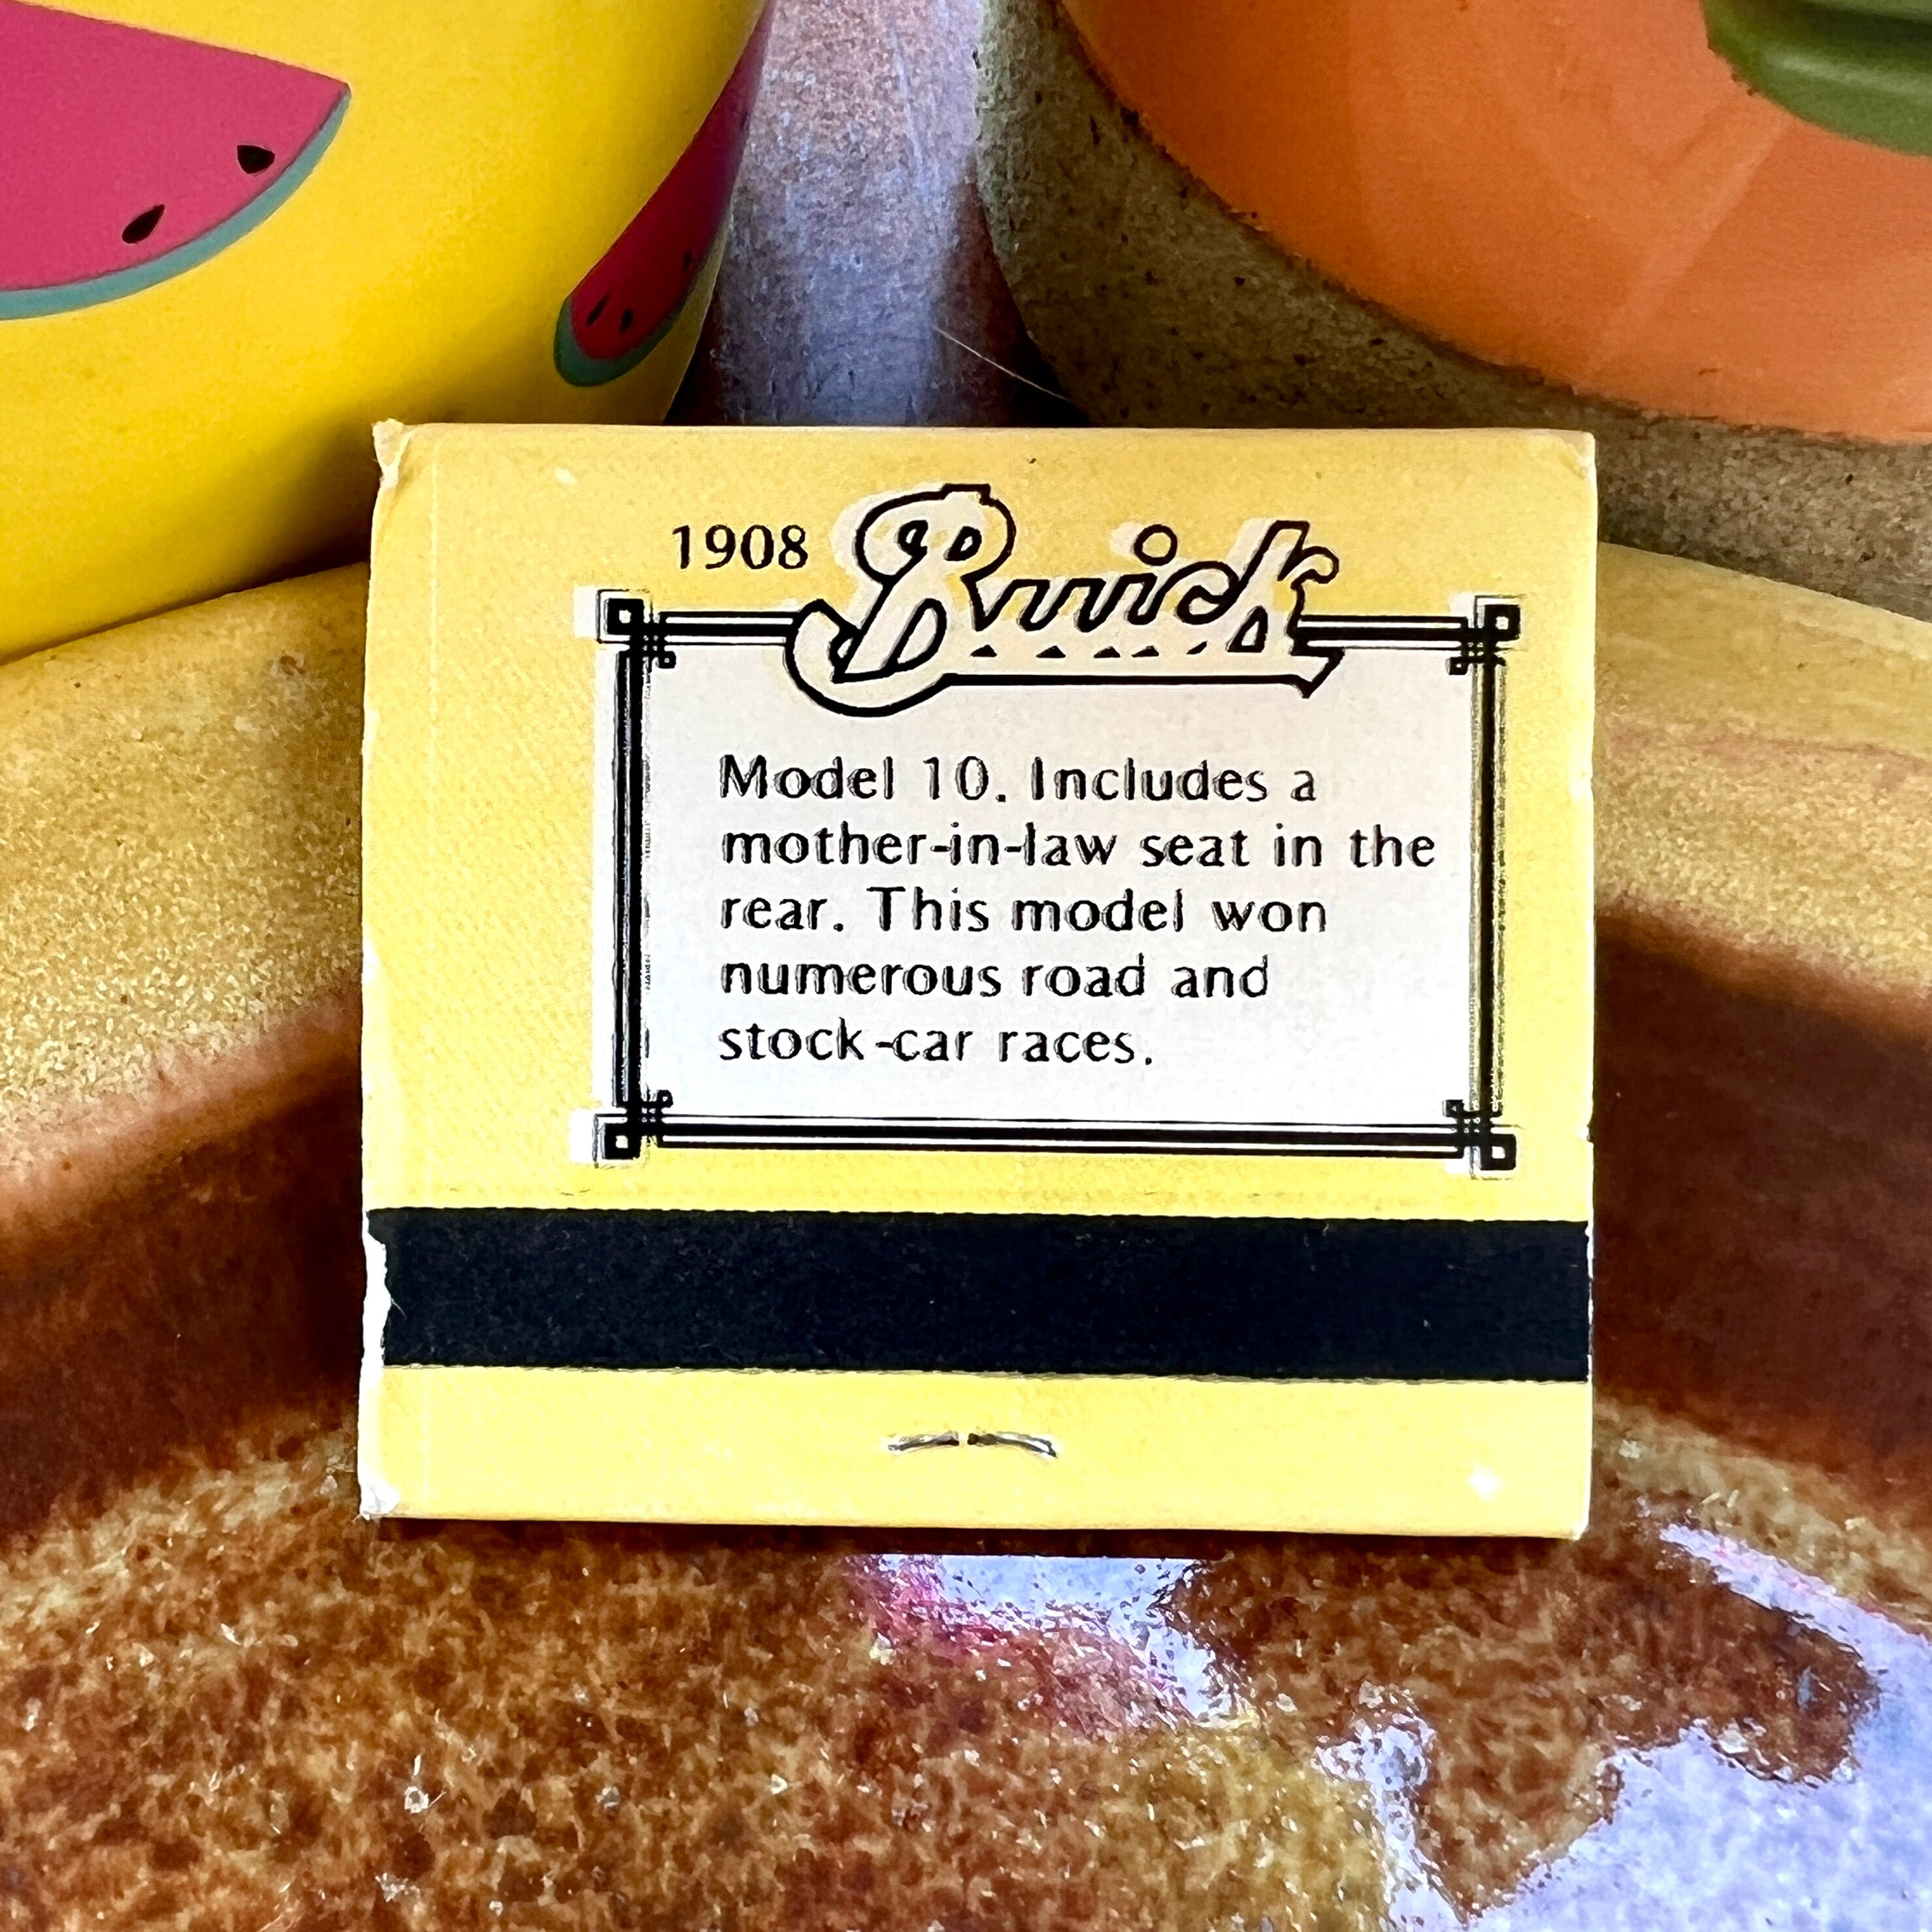 1908 Buick
Model 10. Includes a
mother-in-law seat in the
rear. This model won
numerous road and
stock-car races.